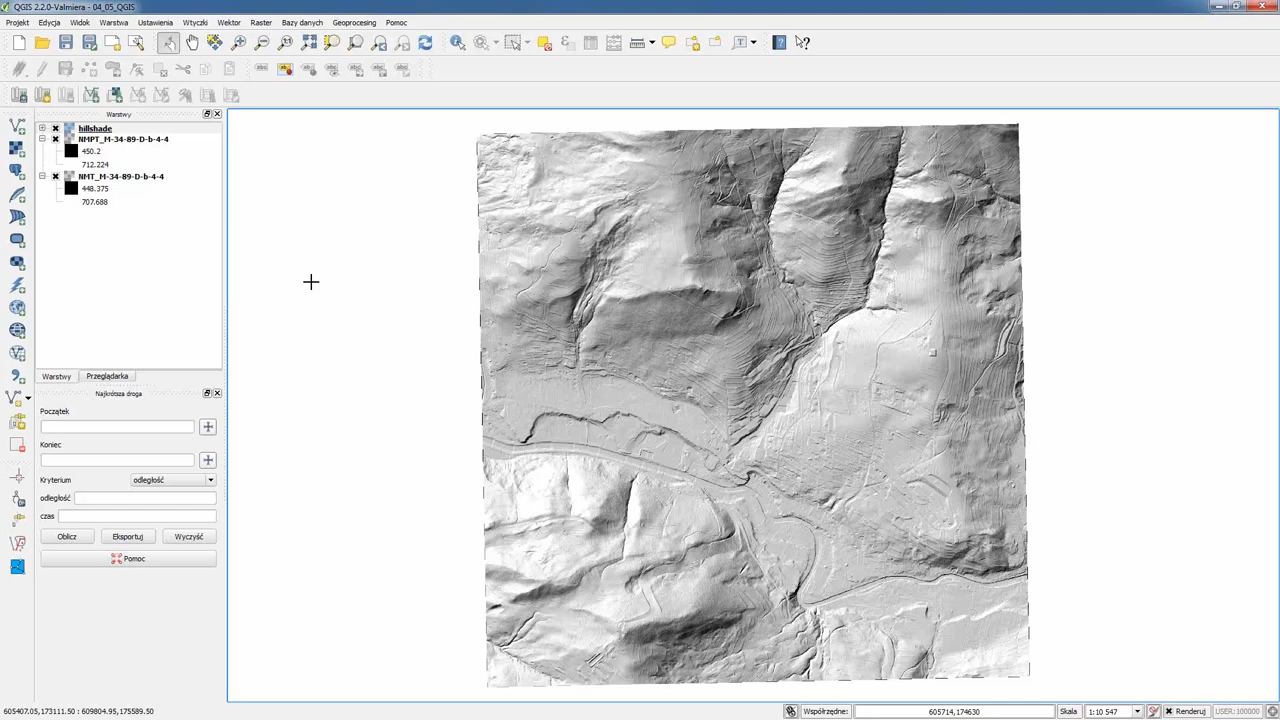 QGIS 2.2.0-Valmiera - 04_05_QGIS
Projekt Edycja Widok Warstwa Ustawienia Wtyczki Wektor Raster Bazy danych Geoprocesing Pomoc
Warstwy
hillshade
NMPT_M-34-89-D-b-4-4
450.2
712.224
NMT_M-34-89-D-b-4-4
448.375
707.688
Warstwy Przeglądarka
Najkrótsza droga
Początek
Koniec
Kryterium odległość
odległość
czas
Oblicz Eksportuj Wyczyść
Pomoc
605407.05,173111.50 : 609804.95,175589.50 Współrzędne: 605714,174630 Skala 1:10 547 Renderuj USER:100000